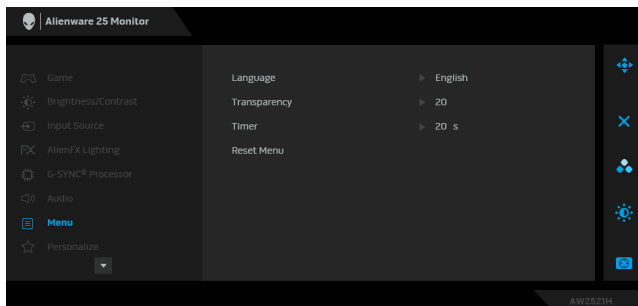 Alienware 25 Monitor
Game
Brightness/Contrast
Input Source
FX AlienFX Lighting
G-SYNC® Processor
Audio
Menu
Personalize
Language English
Transparency 20
Timer 20 s
Reset Menu
AW2521H